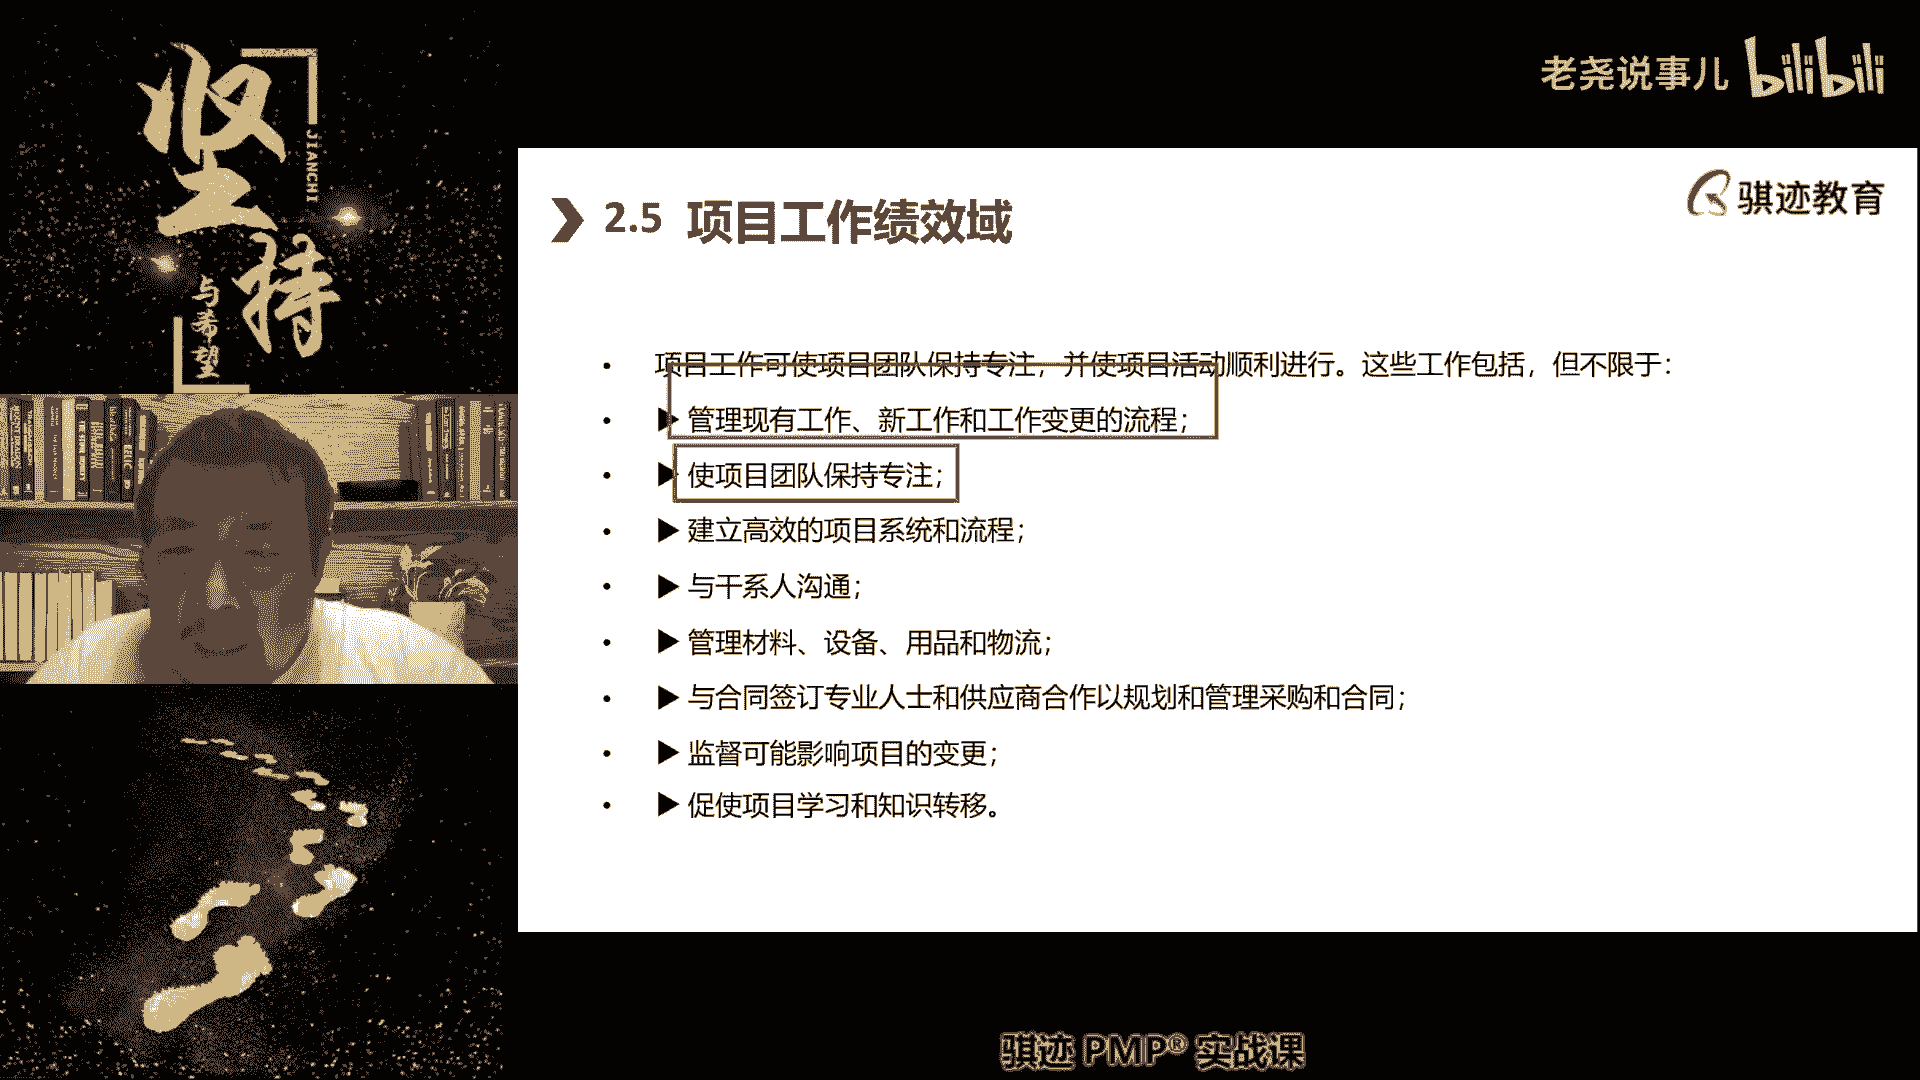 坚持
JIANCHI
与希望
老尧说事儿 bilibili
骐迹教育
2.5 项目工作绩效域
• 项目工作可使项目团队保持专注，并使项目活动顺利进行。这些工作包括，但不限于：
• ▶ 管理现有工作、新工作和工作变更的流程；
• ▶ 使项目团队保持专注；
• ▶ 建立高效的项目系统和流程；
• ▶ 与干系人沟通；
• ▶ 管理材料、设备、用品和物流；
• ▶ 与合同签订专业人士和供应商合作以规划和管理采购和合同；
• ▶ 监督可能影响项目的变更；
• ▶ 促使项目学习和知识转移。
骐迹 PMP® 实战课